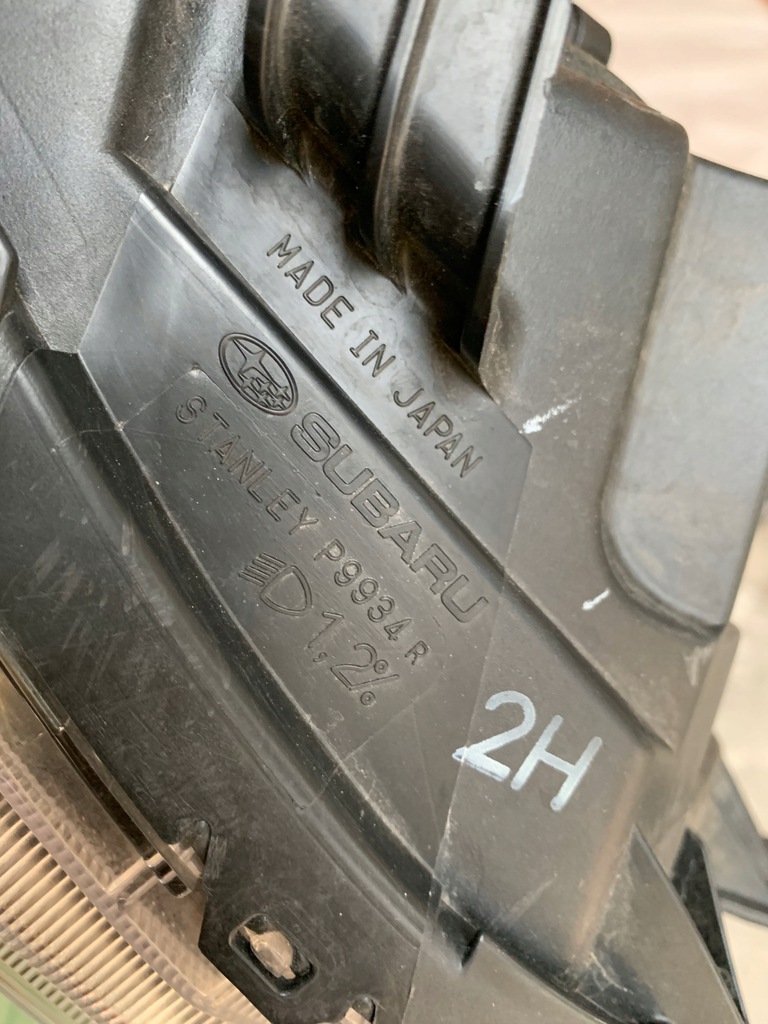 MADE IN JAPAN
SUBARU
STANLEY P9934 R
1,2%
2H